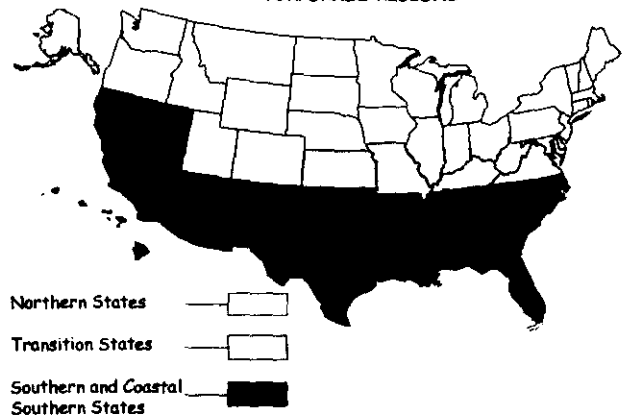 Northern States
Transition States
Southern and Coastal
Southern States